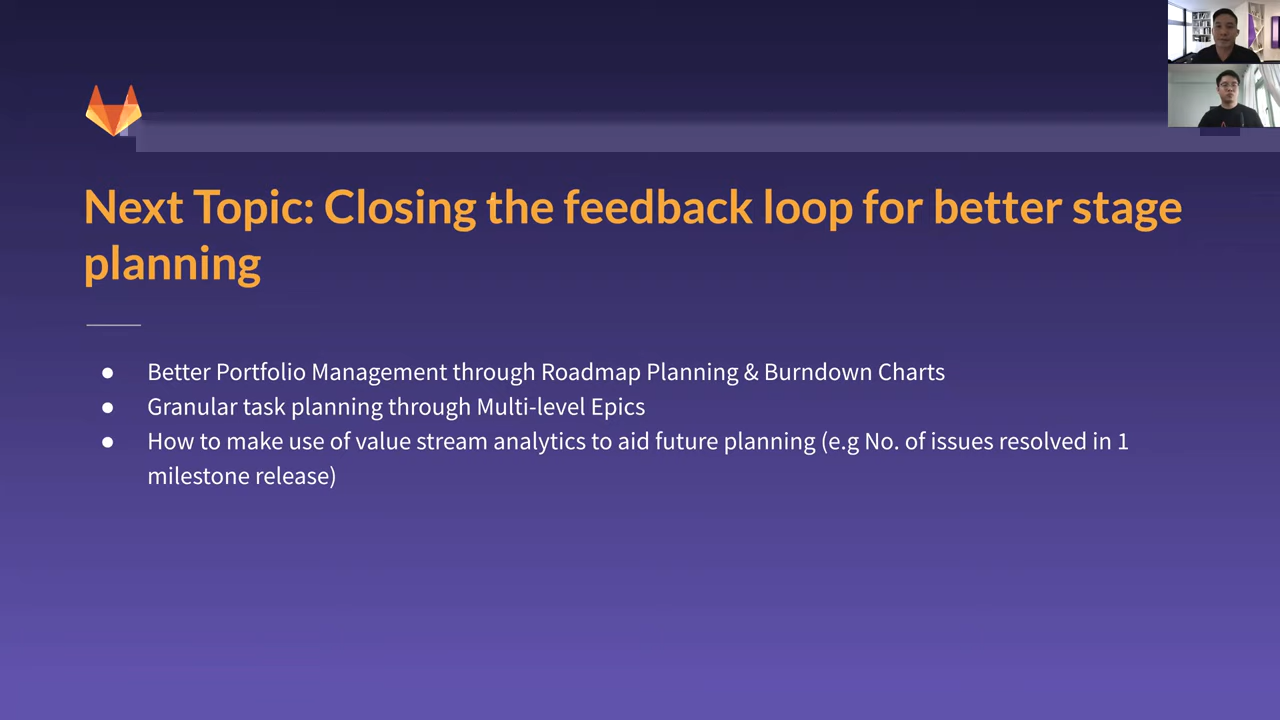 Next Topic: Closing the feedback loop for better stage
planning
● Better Portfolio Management through Roadmap Planning & Burndown Charts
● Granular task planning through Multi-level Epics
● How to make use of value stream analytics to aid future planning (e.g No. of issues resolved in 1
milestone release)